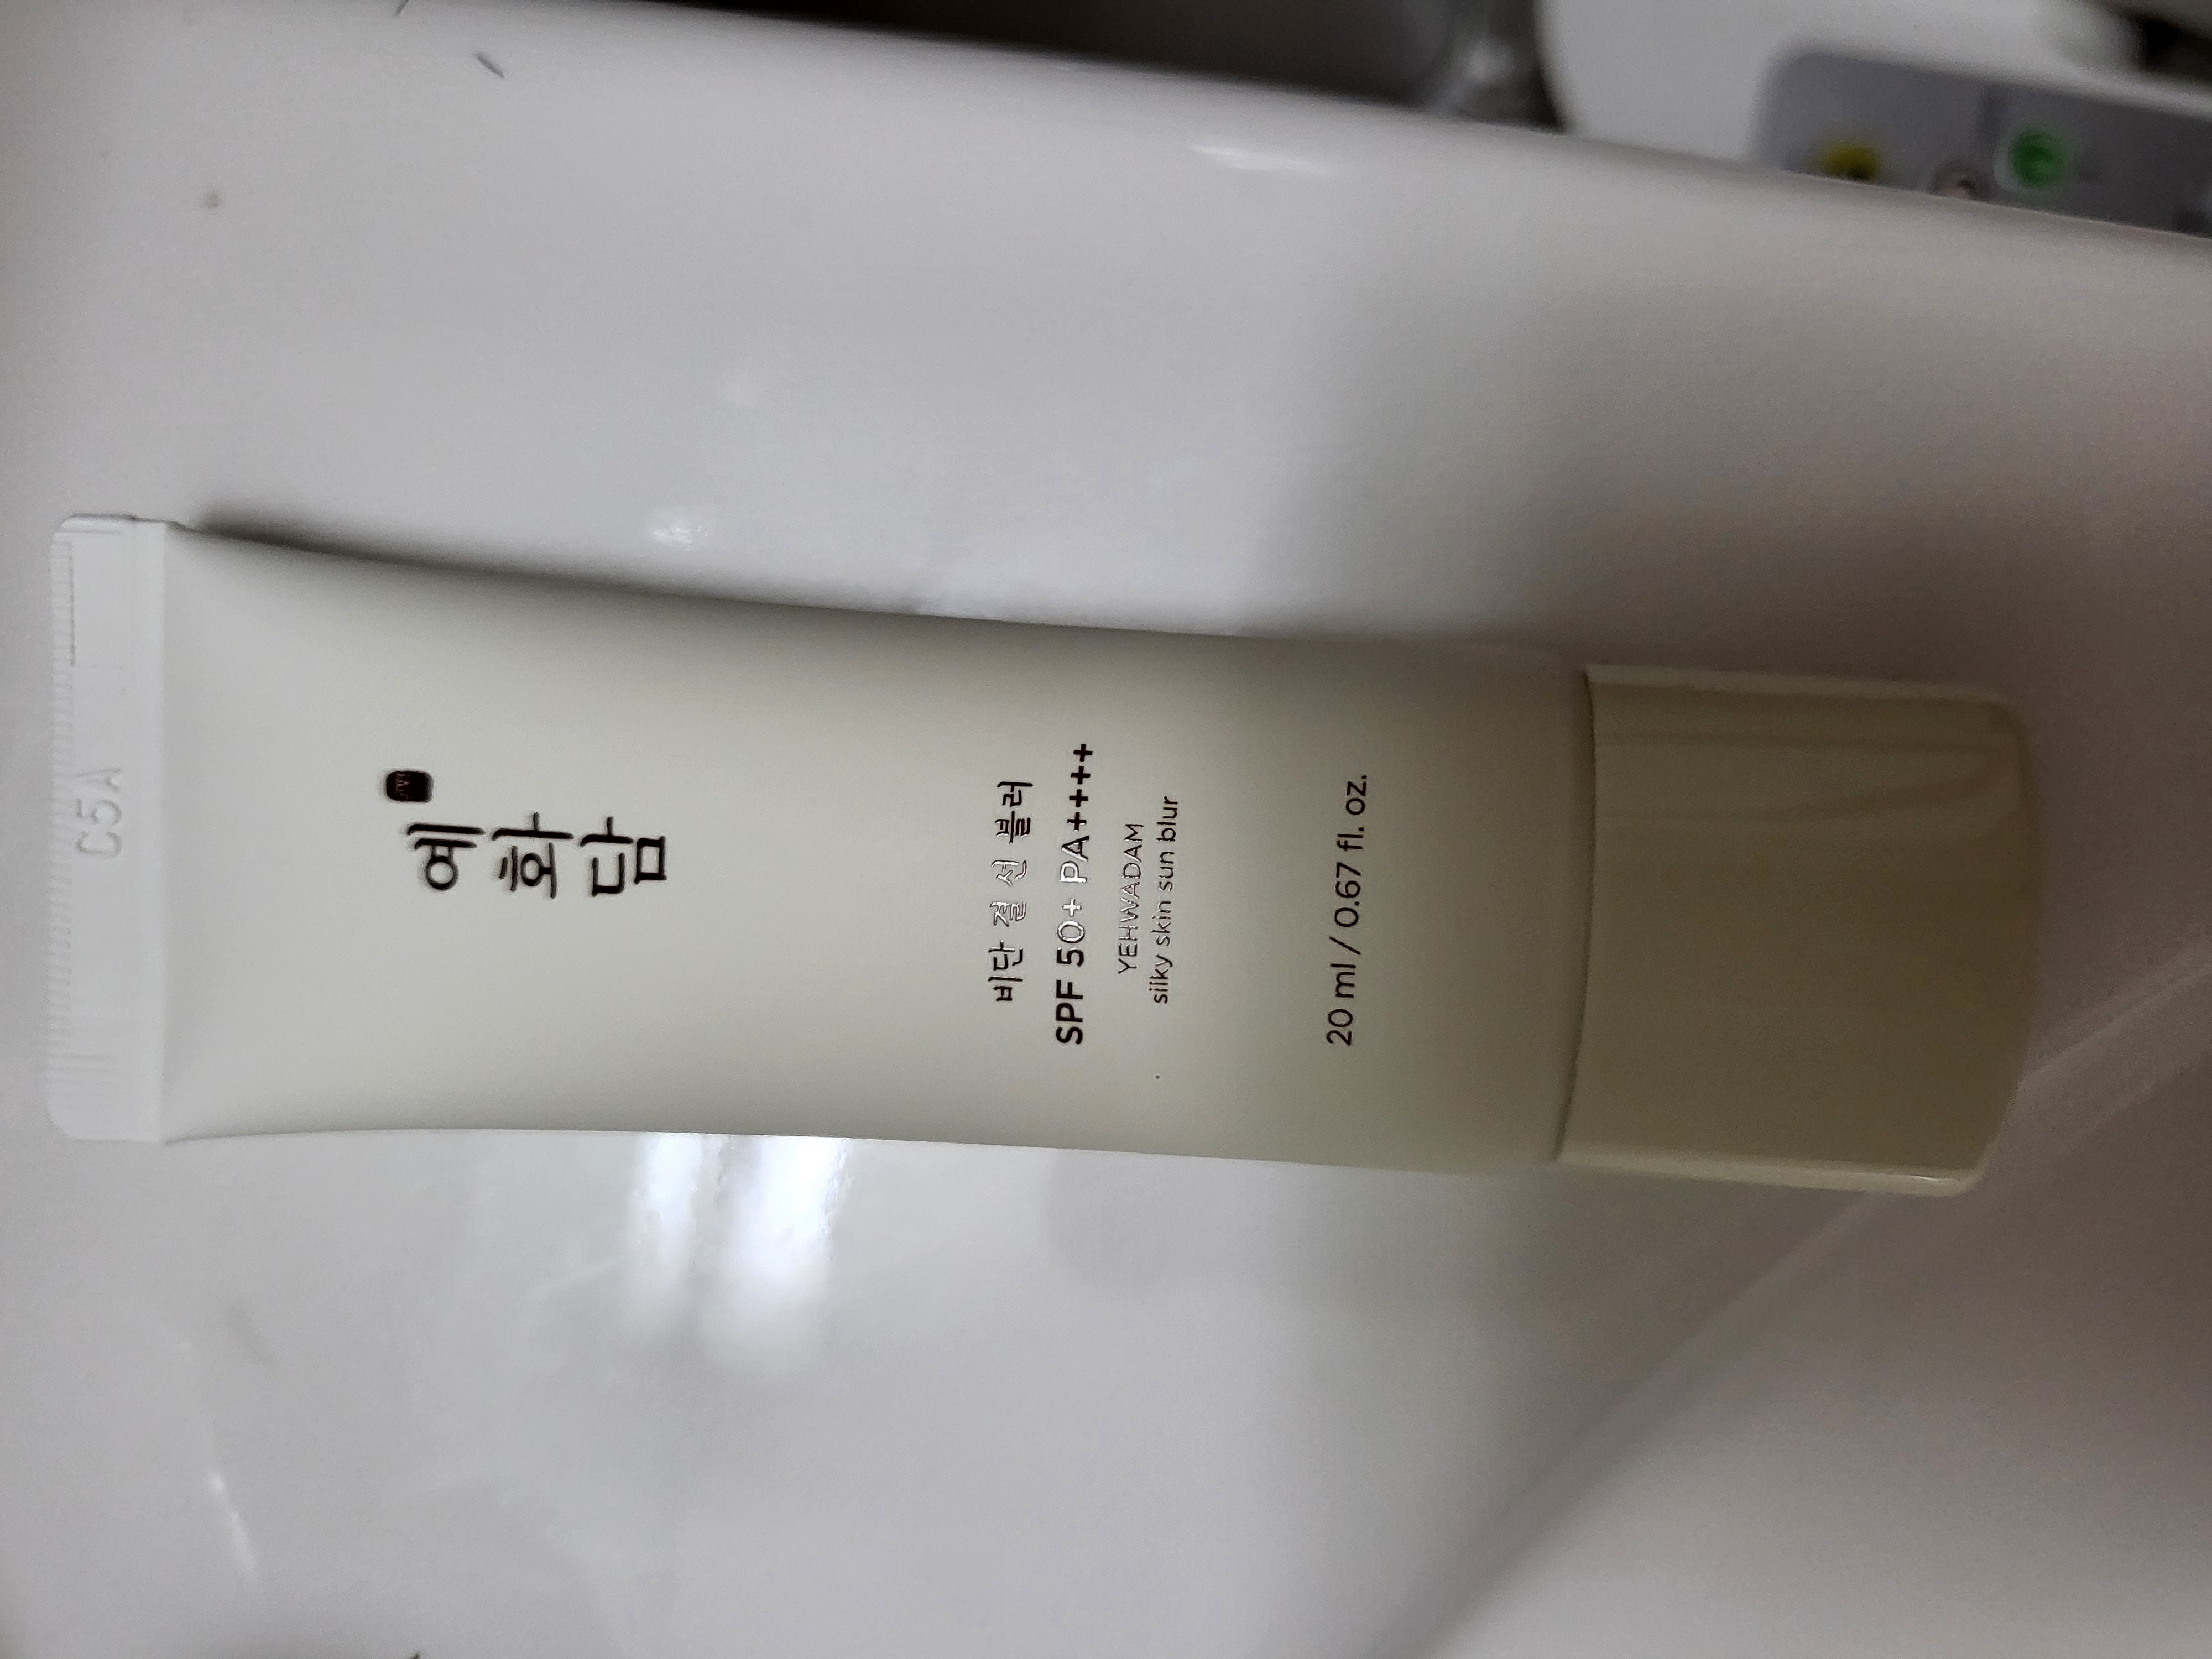 예화담
비단결 선 블러
SPF 50+ PA++++
YEHWADAM
silky skin sun blur
20 ml / 0.67 fl. oz.
C5A